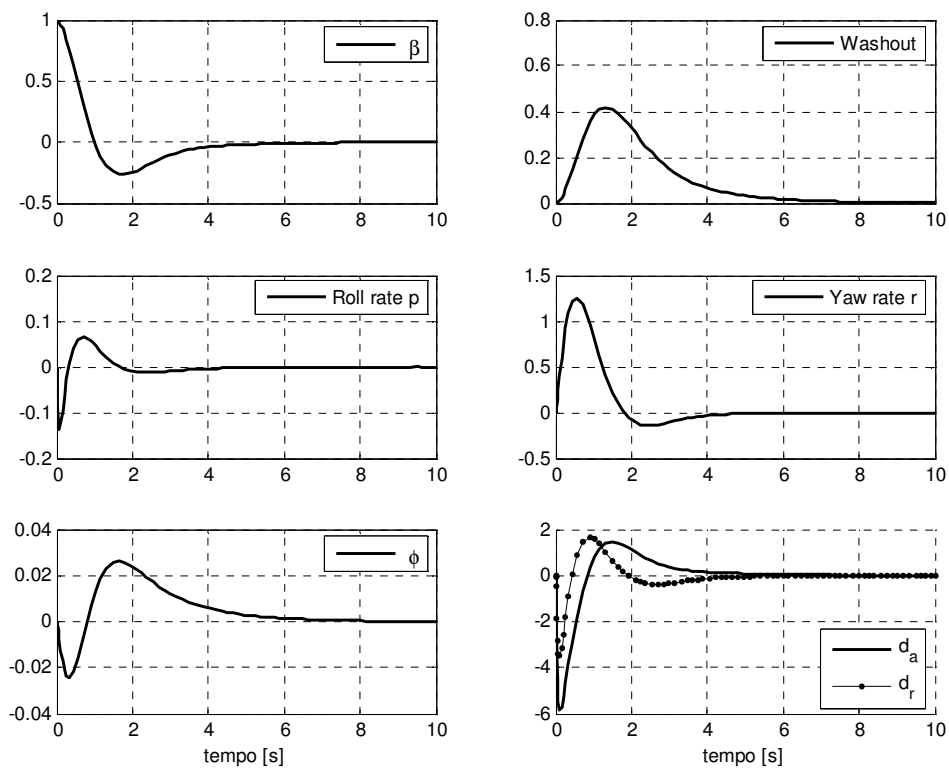 1
0.5
0
-0.5
0 2 4 6 8 10
β
0.8
0.6
0.4
0.2
0
0 2 4 6 8 10
Washout
0.2
0.1
0
-0.1
-0.2
0 2 4 6 8 10
Roll rate p
1.5
1
0.5
0
-0.5
0 2 4 6 8 10
Yaw rate r
0.04
0.02
0
-0.02
-0.04
0 2 4 6 8 10
ϕ
tempo [s]
2
0
-2
-4
-6
0 2 4 6 8 10
d_a
d_r
tempo [s]